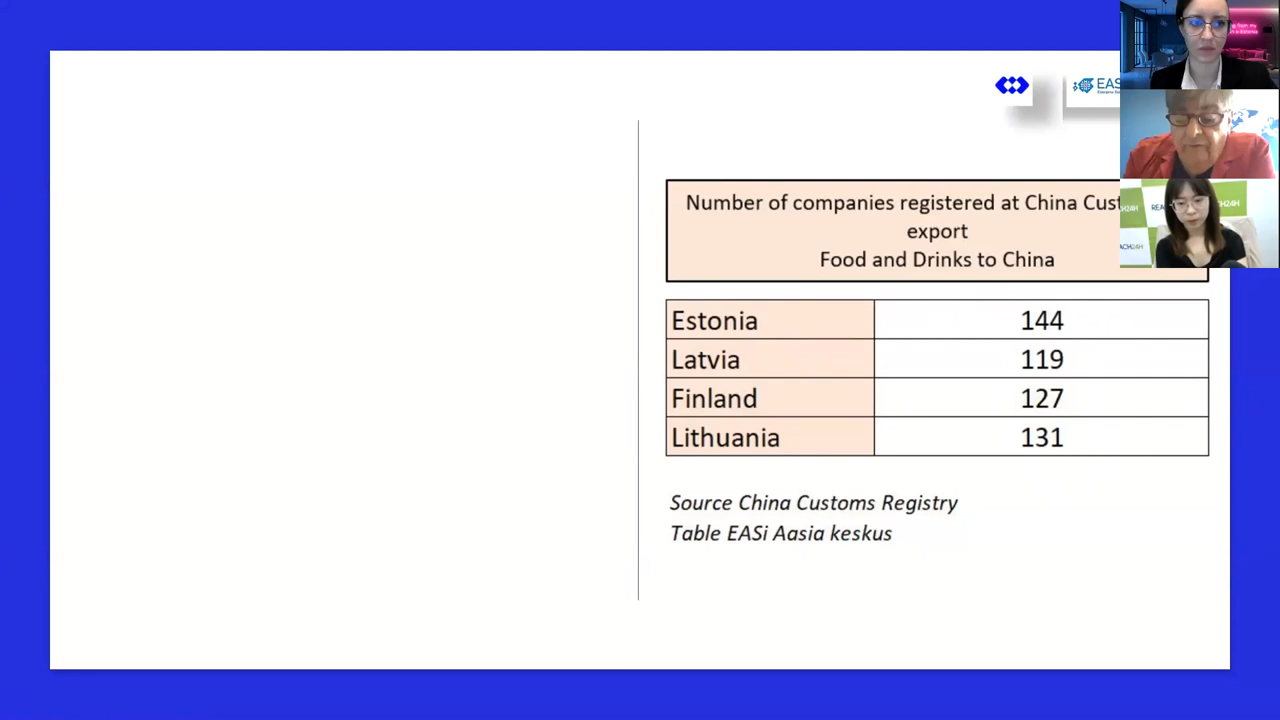 EAS
Number of companies registered at China
export
Food and Drinks to China
Estonia 144
Latvia 119
Finland 127
Lithuania 131
Source China Customs Registry
Table EASi Aasia keskus